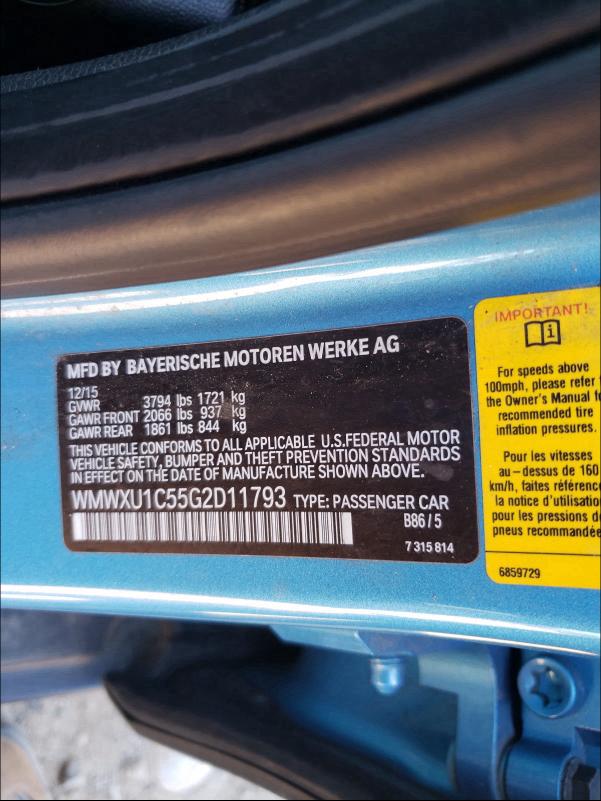 MFD BY BAYERISCHE MOTOREN WERKE AG
12/15
GVWR 3794 lbs 1721 kg
GAWR FRONT 2066 lbs 937 kg
GAWR REAR 1861 lbs 844 kg
THIS VEHICLE CONFORMS TO ALL APPLICABLE U.S.FEDERAL MOTOR
VEHICLE SAFETY, BUMPER AND THEFT PREVENTION STANDARDS
IN EFFECT ON THE DATE OF MANUFACTURE SHOWN ABOVE.
WMWXU1C55G2D11793 TYPE: PASSENGER CAR
B86 / 5
7 315 814
IMPORTANT!
i
For speeds above
100mph, please refer
the Owner's Manual fo
recommended tire
inflation pressures.
Pour les vitesses
au-dessus de 160
km/h, faites référence
la notice d'utilisation
pour les pressions de
pneus recommandé
6859729